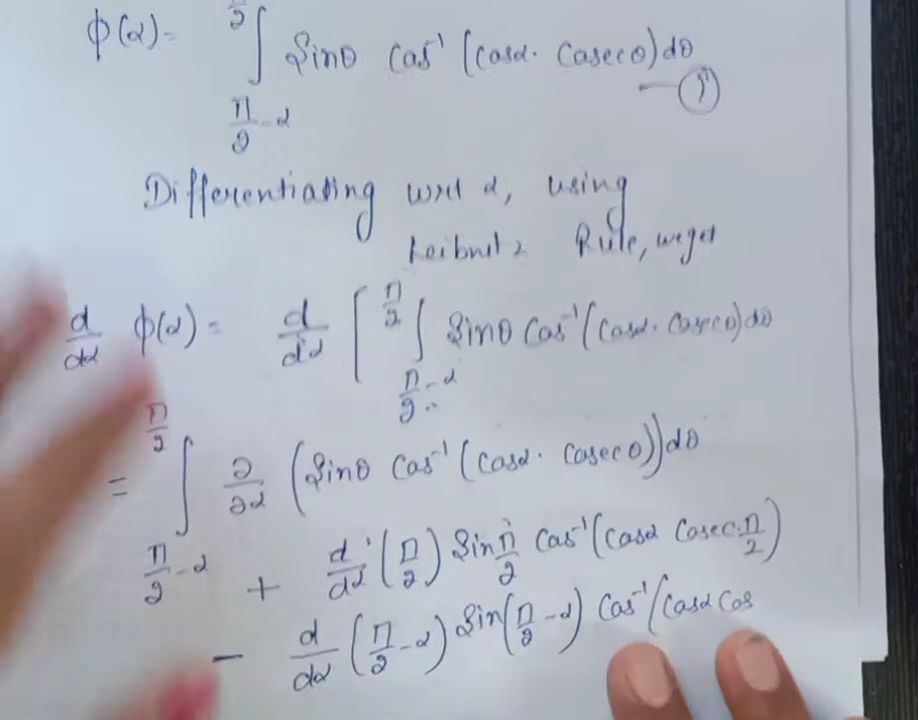 ϕ(α) = ∫_{π/2 - α}^{π/2} Sinθ Cos⁻¹ (Cosα · Cosecθ) dθ — ①
Differentiating wrt α, using
Leibnitz Rule, we get
d/dα ϕ(α) = d/dα [ ∫_{π/2 - α}^{π/2} Sinθ Cos⁻¹ (Cosα · Cosecθ) dθ
= ∫_{π/2 - α}^{π/2} ∂/∂α (Sinθ Cos⁻¹ (Cosα · Cosecθ)) dθ
+ d/dα (π/2) Sin π/2 Cos⁻¹ (Cosα Cosec π/2)
- d/dα (π/2 - α) Sin(π/2 - α) Cos⁻¹ (Cosα Cos